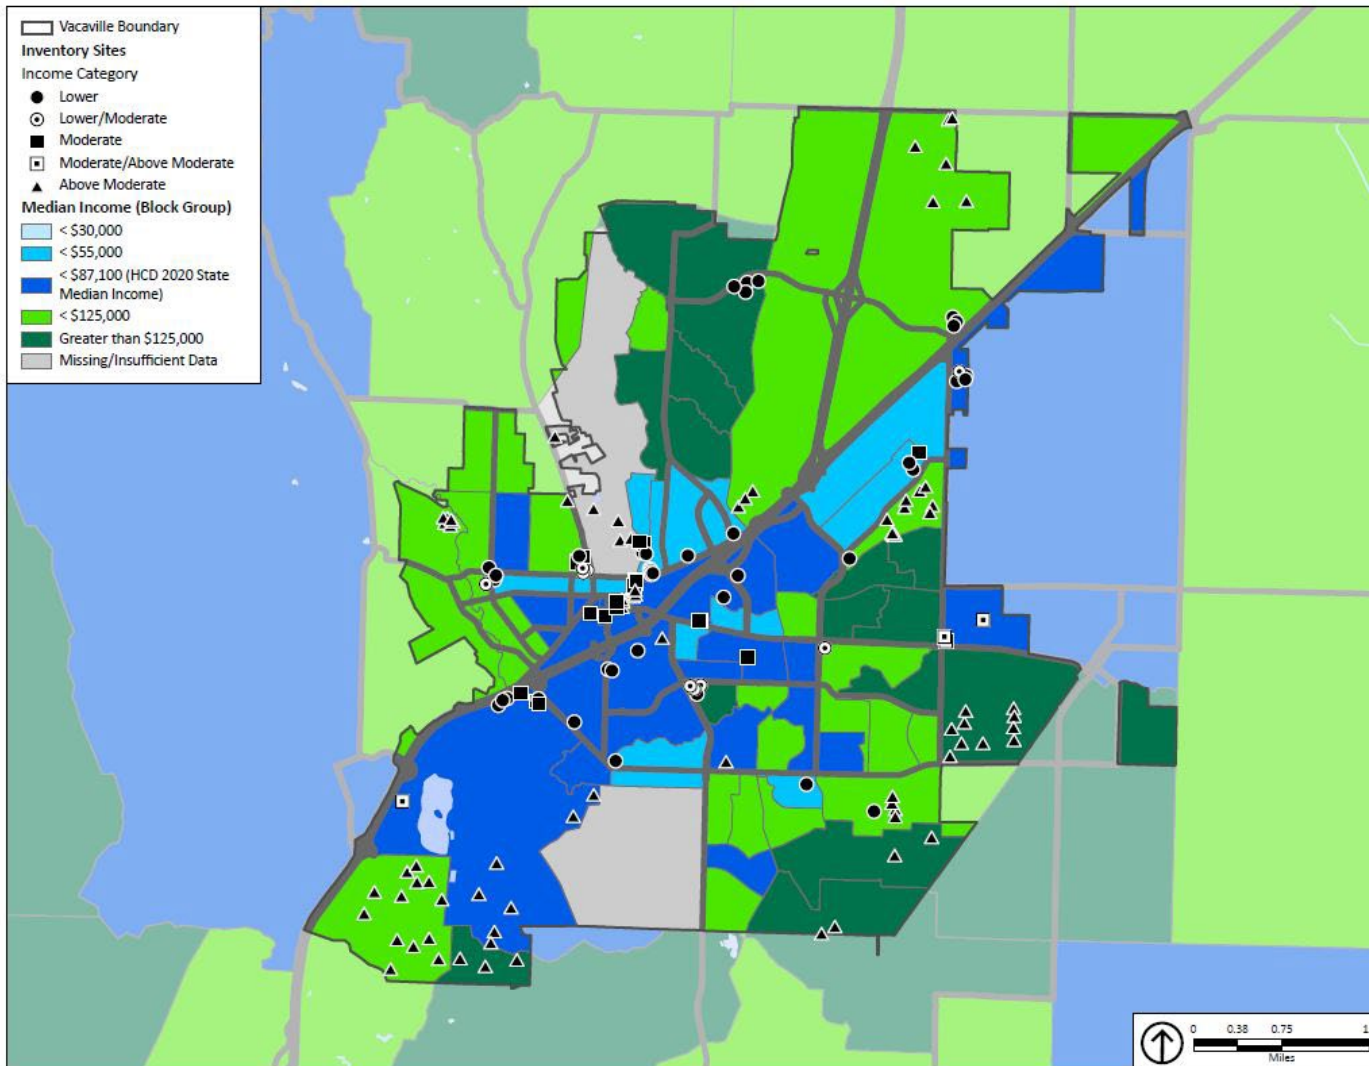 Vacaville Boundary
Inventory Sites
Income Category
Lower
Lower/Moderate
Moderate
Moderate/Above Moderate
Above Moderate
Median Income (Block Group)
< $30,000
< $55,000
< $87,100 (HCD 2020 State
Median Income)
< $125,000
Greater than $125,000
Missing/Insufficient Data
0 0.38 0.75
Miles